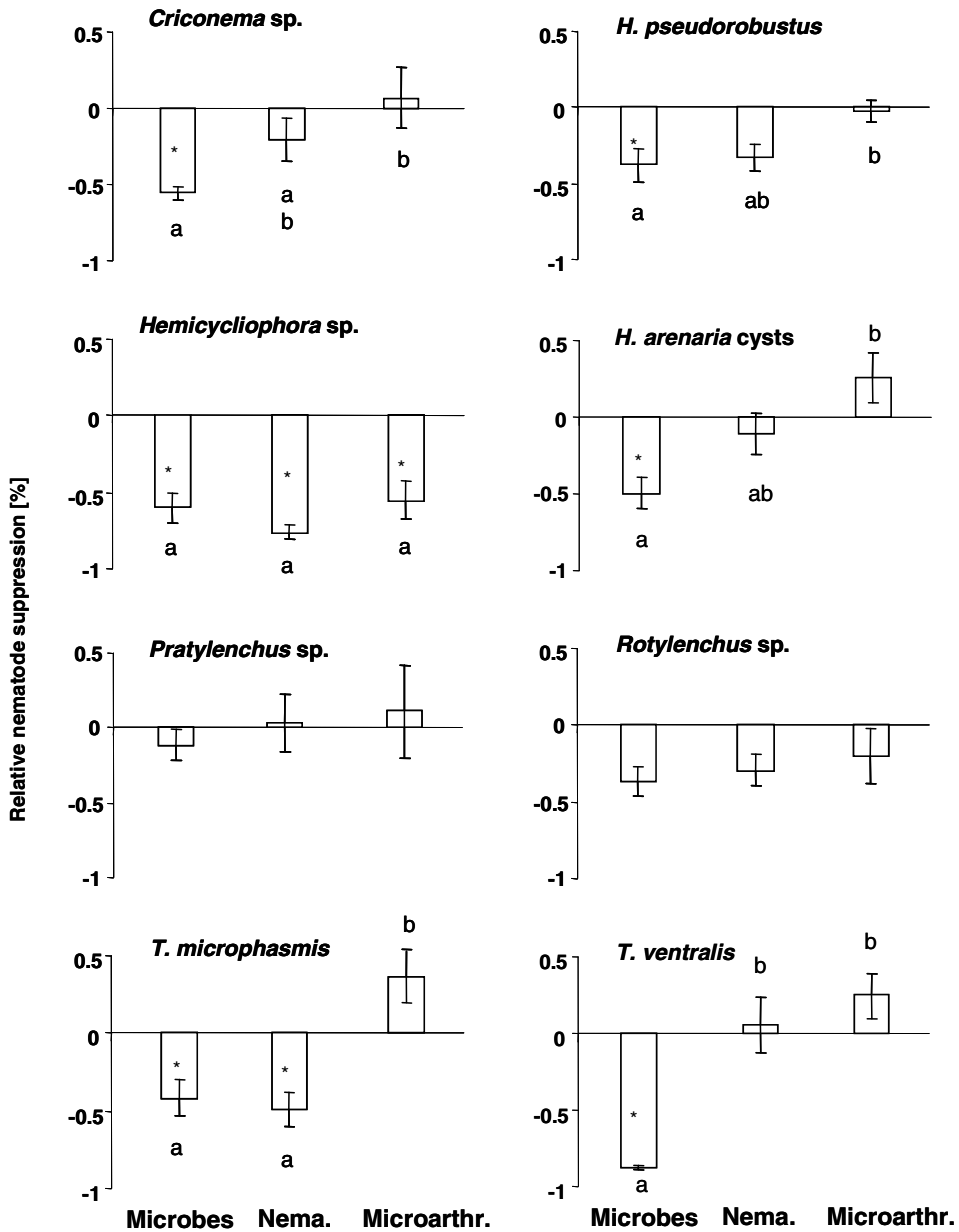 Relative nematode suppression [%]
Criconema sp.
0.5
0
-0.5
-1
*
a
a
b
b
H. pseudorobustus
0.5
0
-0.5
-1
*
a
ab
b
Hemicycliophora sp.
0.5
0
-0.5
-1
*
*
*
a
a
a
H. arenaria cysts
0.5
0
-0.5
-1
*
a
ab
b
Pratylenchus sp.
0.5
0
-0.5
-1
Rotylenchus sp.
0.5
0
-0.5
-1
T. microphasmis
0.5
0
-0.5
-1
*
*
a
a
b
T. ventralis
0.5
0
-0.5
-1
*
a
b
b
Microbes Nema. Microarthr.
Microbes Nema. Microarthr.